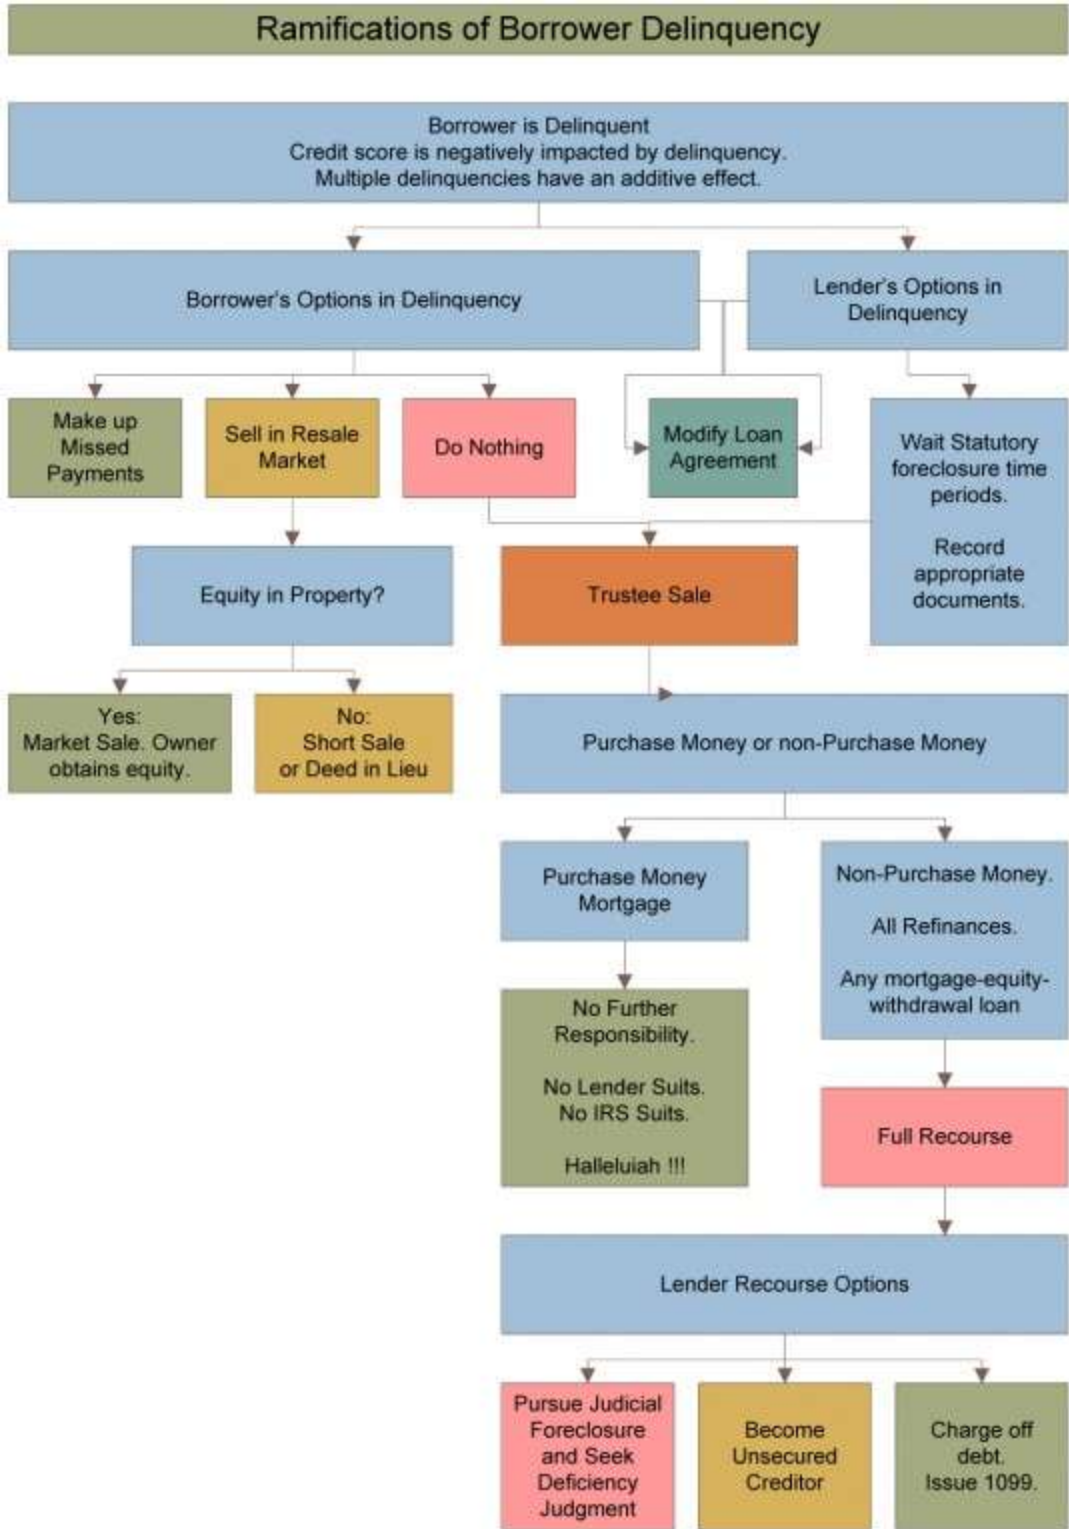 Ramifications of Borrower Delinquency
Borrower is Delinquent
Credit score is negatively impacted by delinquency.
Multiple delinquencies have an additive effect.
Borrower's Options in Delinquency
Lender's Options in
Delinquency
Make up
Missed
Payments
Sell in Resale
Market
Do Nothing
Modify Loan
Agreement
Wait Statutory
foreclosure time
periods.
Record
appropriate
documents.
Equity in Property?
Trustee Sale
Yes:
Market Sale. Owner
obtains equity.
No:
Short Sale
or Deed in Lieu
Purchase Money or non-Purchase Money
Purchase Money
Mortgage
Non-Purchase Money.
All Refinances.
Any mortgage-equity-
withdrawal loan
No Further
Responsibility.
No Lender Suits.
No IRS Suits.
Halleluiah !!!
Full Recourse
Lender Recourse Options
Pursue Judicial
Foreclosure
and Seek
Deficiency
Judgment
Become
Unsecured
Creditor
Charge off
debt.
Issue 1099.